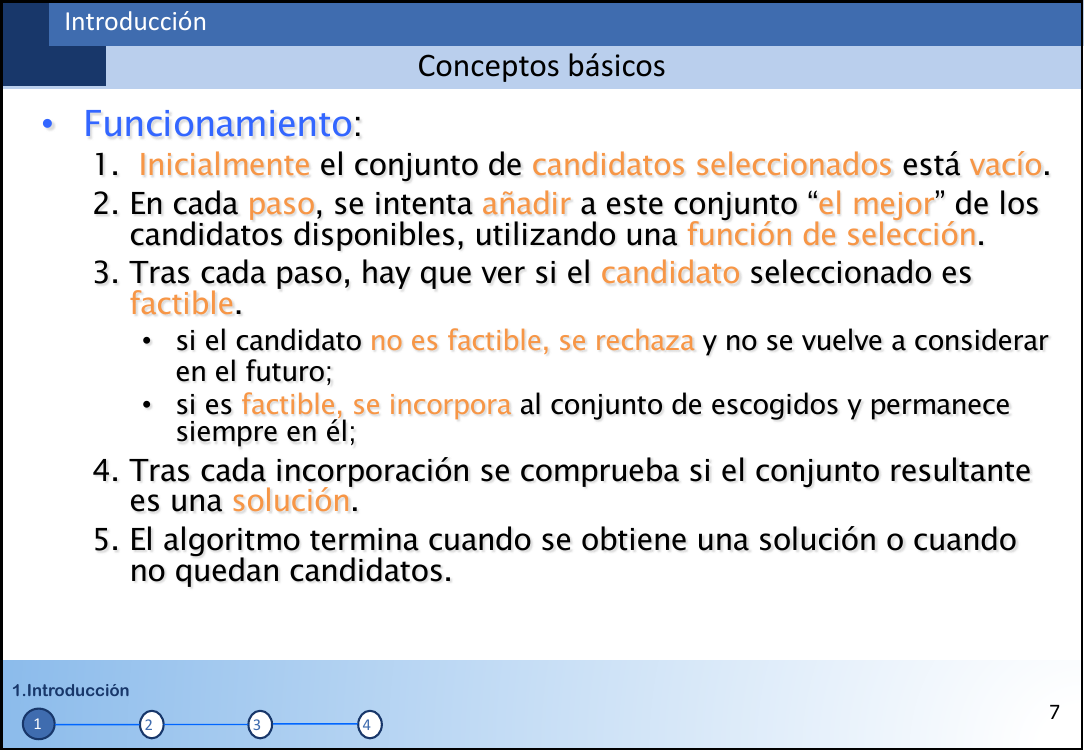 Introducción
Conceptos básicos
• Funcionamiento:
1. Inicialmente el conjunto de candidatos seleccionados está vacío.
2. En cada paso, se intenta añadir a este conjunto “el mejor” de los
candidatos disponibles, utilizando una función de selección.
3. Tras cada paso, hay que ver si el candidato seleccionado es
factible.
• si el candidato no es factible, se rechaza y no se vuelve a considerar
en el futuro;
• si es factible, se incorpora al conjunto de escogidos y permanece
siempre en él;
4. Tras cada incorporación se comprueba si el conjunto resultante
es una solución.
5. El algoritmo termina cuando se obtiene una solución o cuando
no quedan candidatos.
1.Introducción
1 2 3 4
7